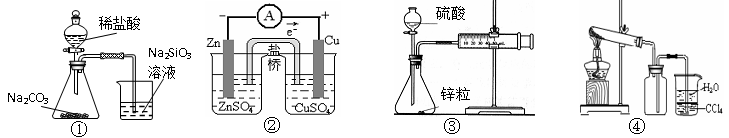 稀盐酸
Na₂SiO₃
溶液
Na₂CO₃
①
− A +
e⁻
Zn Cu
盐桥
ZnSO₄ CuSO₄
②
硫酸
锌粒
③
H₂O
CCl₄
④